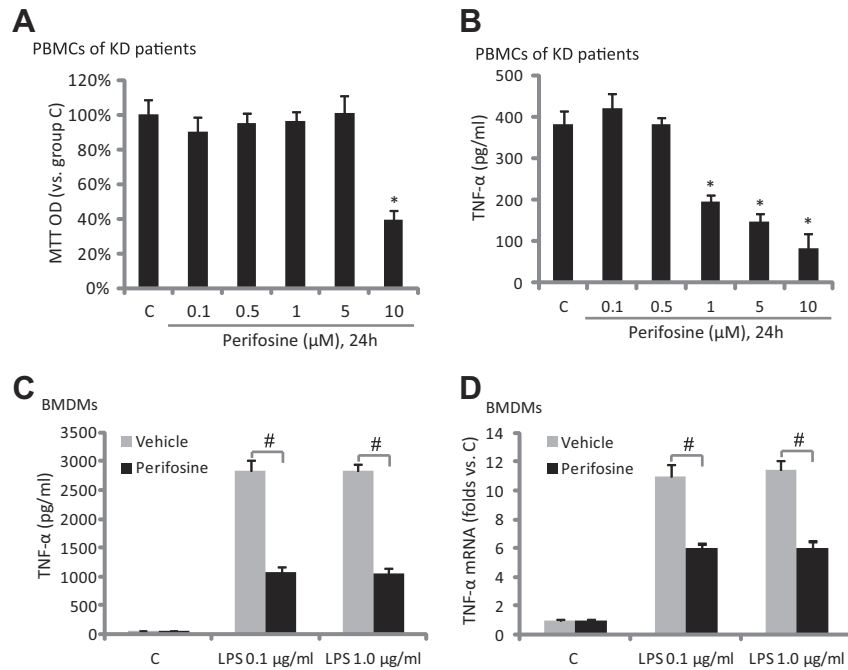 A
PBMCs of KD patients
120%
100%
80%
60%
40%
20%
0%
MTT OD (vs. group C)
*
C 0.1 0.5 1 5 10
Perifosine (μM), 24h
B
PBMCs of KD patients
500
400
300
200
100
0
TNF-α (pg/ml)
* * *
C 0.1 0.5 1 5 10
Perifosine (μM), 24h
C
BMDMs
3500
3000
2500
2000
1500
1000
500
0
TNF-α (pg/ml)
Vehicle
Perifosine
# #
C LPS 0.1 μg/ml LPS 1.0 μg/ml
D
BMDMs
14
12
10
8
6
4
2
0
TNF-α mRNA (folds vs. C)
Vehicle
Perifosine
# #
C LPS 0.1 μg/ml LPS 1.0 μg/ml